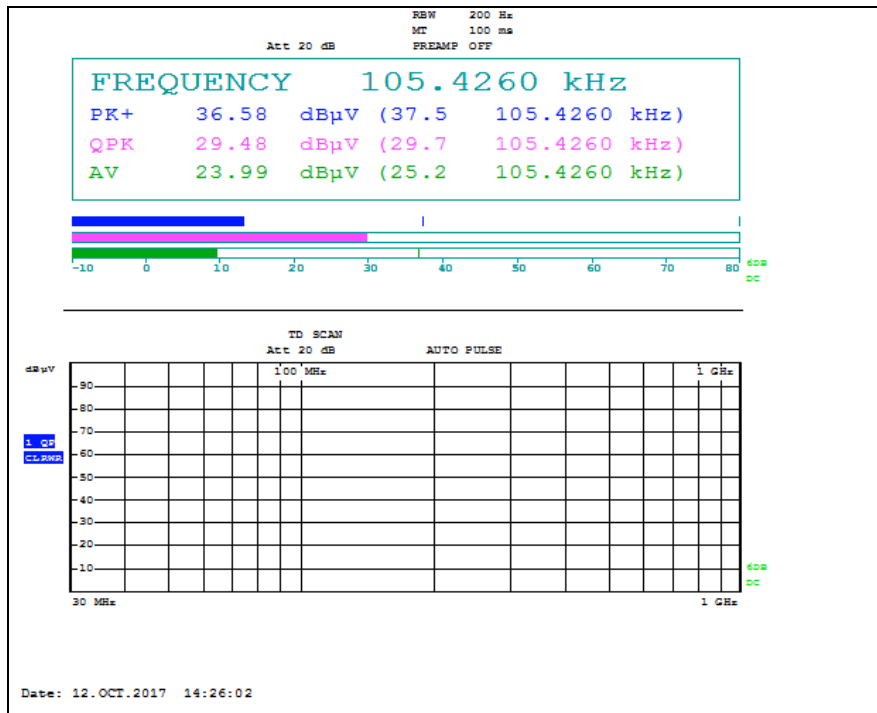 RBW 200 Hz
MT 100 ms
Att 20 dB PREAMP OFF
FREQUENCY 105.4260 kHz
PK+ 36.58 dBµV (37.5 105.4260 kHz)
QPK 29.48 dBµV (29.7 105.4260 kHz)
AV 23.99 dBµV (25.2 105.4260 kHz)
-10 0 10 20 30 40 50 60 70 80
6DB
DC
TD SCAN
Att 20 dB AUTO PULSE
dBµV 100 MHz 1 GHz
90
80
70
1 QP
CLRWR 60
50
40
30
20
10 6DB
DC
30 MHz 1 GHz
Date: 12.OCT.2017 14:26:02